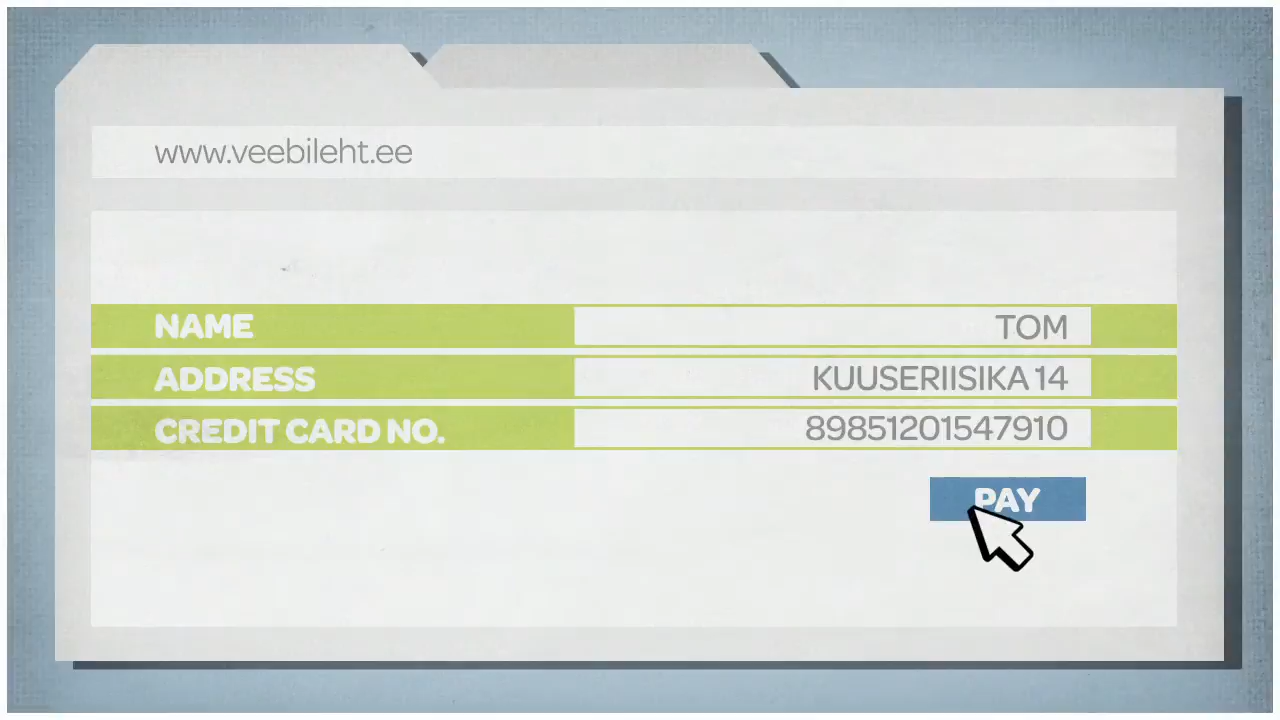 www.veebileht.ee
NAME TOM
ADDRESS KUUSERIISIKA 14
CREDIT CARD NO. 89851201547910
PAY